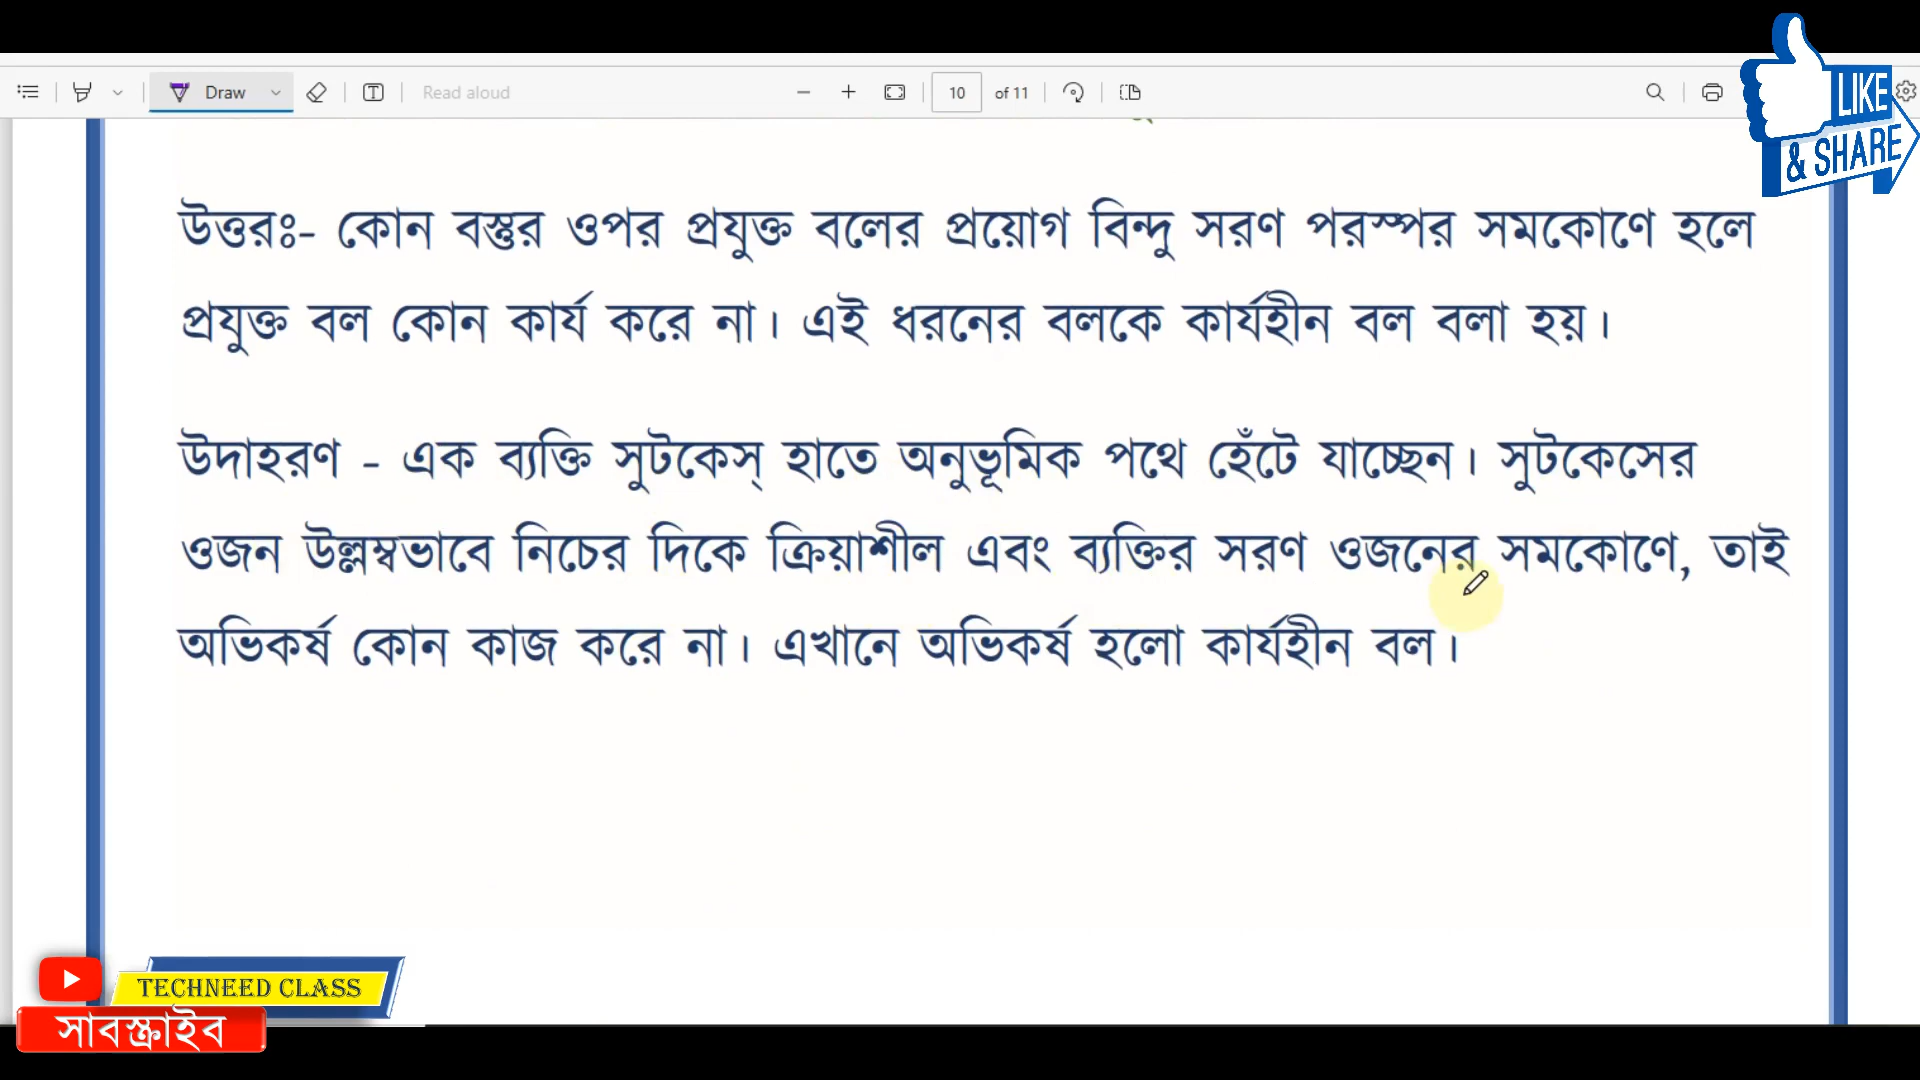 LIKE
& SHARE
Draw
Read aloud
10 of 11
উত্তরঃ- কোন বস্তুর ওপর প্রযুক্ত বলের প্রয়োগ বিন্দু সরণ পরস্পর সমকোণে হলে
প্রযুক্ত বল কোন কার্য করে না। এই ধরনের বলকে কার্যহীন বল বলা হয়।
উদাহরণ - এক ব্যক্তি সুটকেস্ হাতে অনুভূমিক পথে হেঁটে যাচ্ছেন। সুটকেসের
ওজন উল্লম্বভাবে নিচের দিকে ক্রিয়াশীল এবং ব্যক্তির সরণ ওজনের সমকোণে, তাই
অভিকর্ষ কোন কাজ করে না। এখানে অভিকর্ষ হলো কার্যহীন বল।
TECHNEED CLASS
সাবস্ক্রাইব